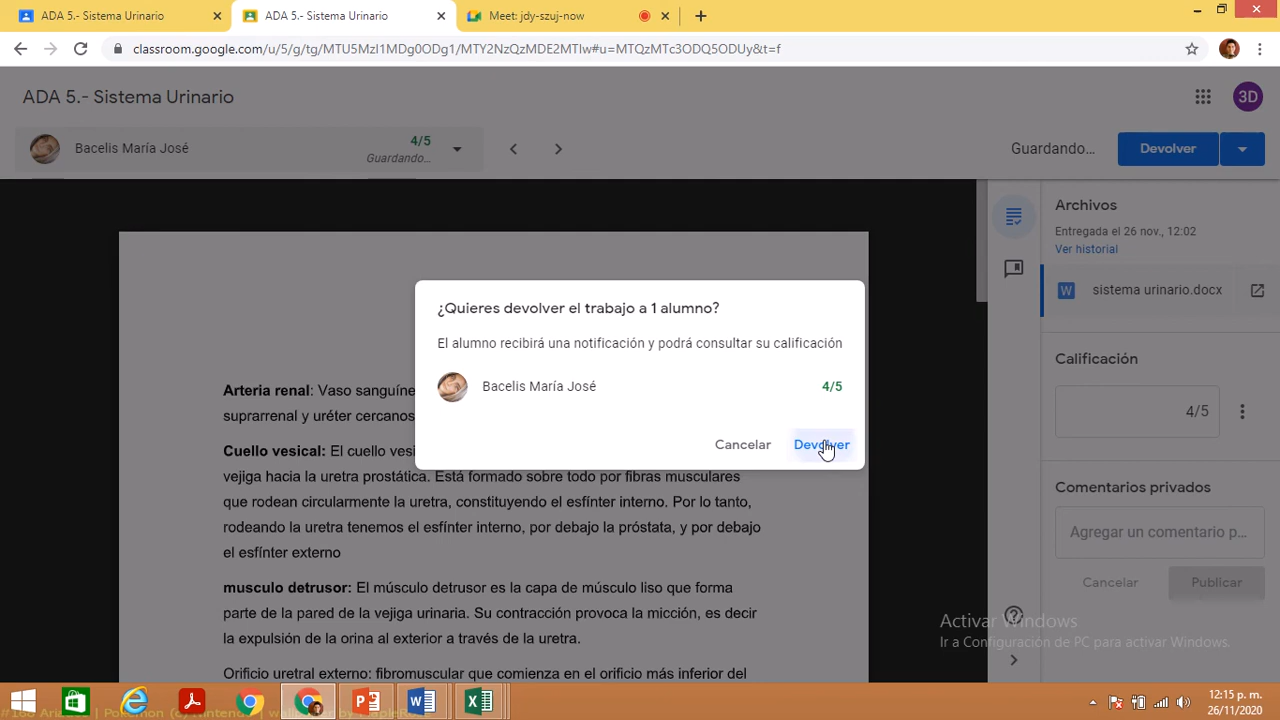 ADA 5.- Sistema Urinario
ADA 5.- Sistema Urinario
Meet: jdy-szuj-now
classroom.google.com/u/5/g/tg/MTU5MzI1MDg0ODg1/MTY2NzQzMDE2MTIw#u=MTQzMTc3ODQ5ODUy&t=f
ADA 5.- Sistema Urinario
3D
Bacelis María José
4/5
Guardando...
Guardando...
Devolver
Archivos
Entregada el 26 nov., 12:02
Ver historial
sistema urinario.docx
Calificación
4/5
Comentarios privados
Agregar un comentario p...
Cancelar
Publicar
¿Quieres devolver el trabajo a 1 alumno?
El alumno recibirá una notificación y podrá consultar su calificación
Bacelis María José
4/5
Cancelar
Devolver
Arteria renal: Vaso sanguíne
suprarrenal y uréter cercanos
Cuello vesical: El cuello vesi
vejiga hacia la uretra prostática. Está formado sobre todo por fibras musculares
que rodean circularmente la uretra, constituyendo el esfínter interno. Por lo tanto,
rodeando la uretra tenemos el esfínter interno, por debajo la próstata, y por debajo
el esfínter externo
musculo detrusor: El músculo detrusor es la capa de músculo liso que forma
parte de la pared de la vejiga urinaria. Su contracción provoca la micción, es decir
la expulsión de la orina al exterior a través de la uretra.
Orificio uretral externo: fibromuscular que comienza en el orificio más inferior del
Activar Windows
Ir a Configuración de PC para activar Windows.
12:15 p. m.
26/11/2020